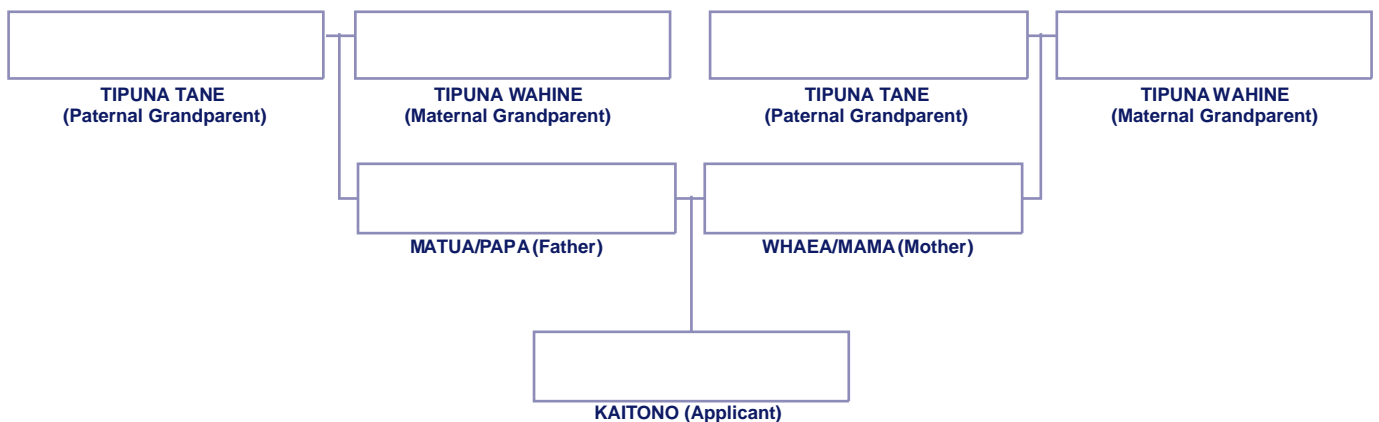 TIPUNA TANE
(Paternal Grandparent)
TIPUNA WAHINE
(Maternal Grandparent)
TIPUNA TANE
(Paternal Grandparent)
TIPUNA WAHINE
(Maternal Grandparent)
MATUA/PAPA (Father)
WHAEA/MAMA (Mother)
KAITONO (Applicant)